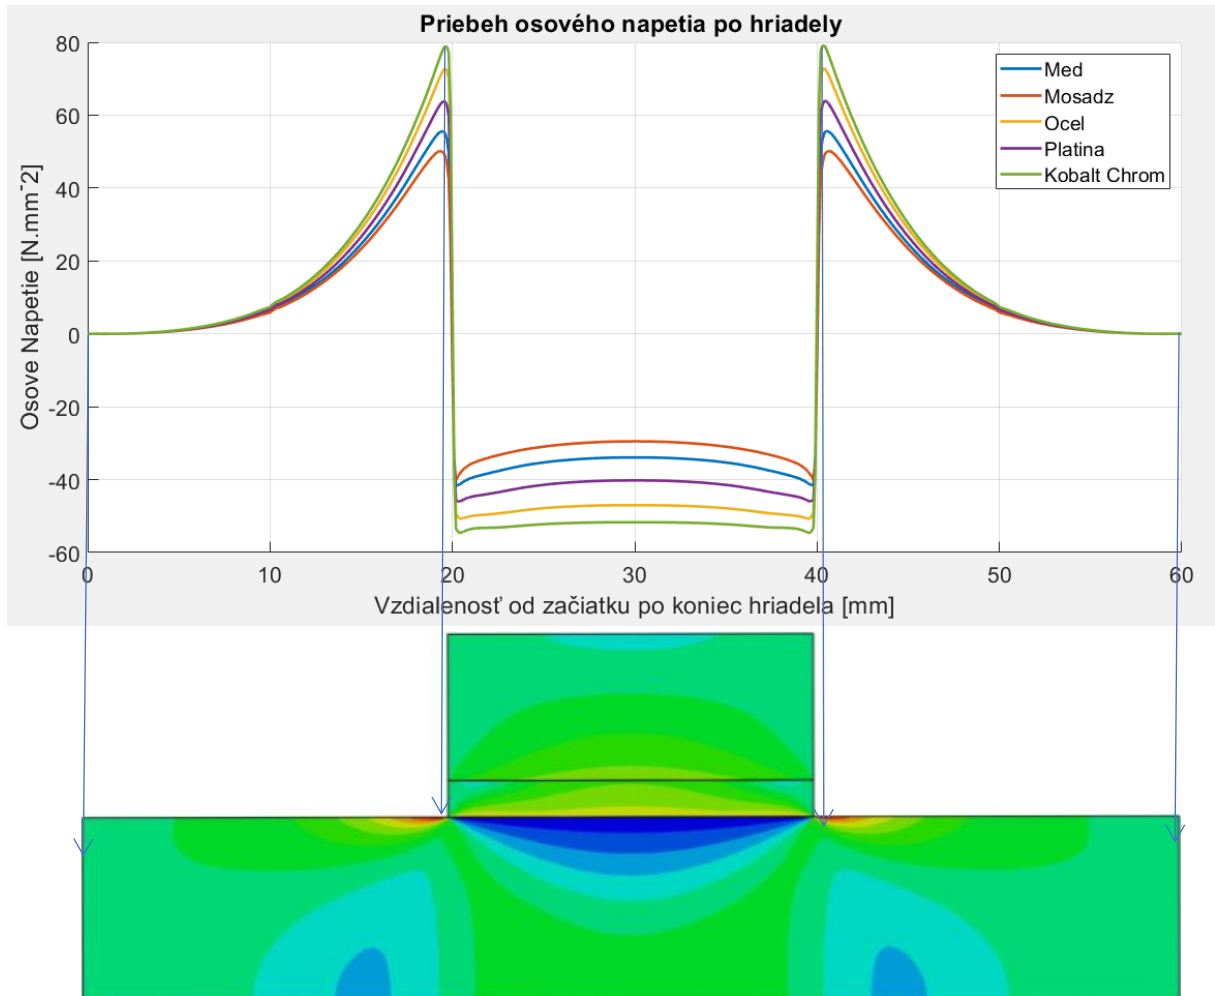 Priebeh osového napetia po hriadely
80
60
40
20
0
-20
-40
-60
Osove Napetie [N.mm¯2]
Med
Mosadz
Ocel
Platina
Kobalt Chrom
0 10 20 30 40 50 60
Vzdialenosť od začiatku po koniec hriadela [mm]